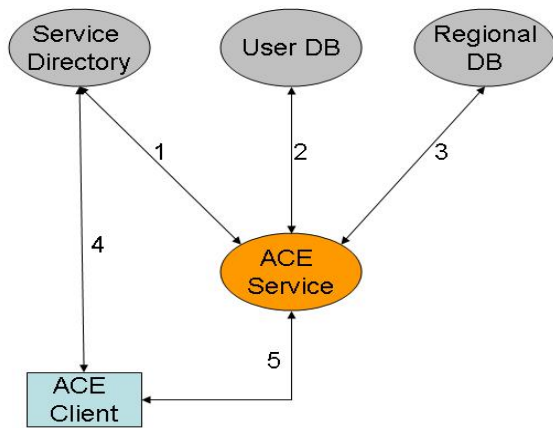 Service
Directory
User DB
Regional
DB
1
2
3
4
ACE
Service
5
ACE
Client